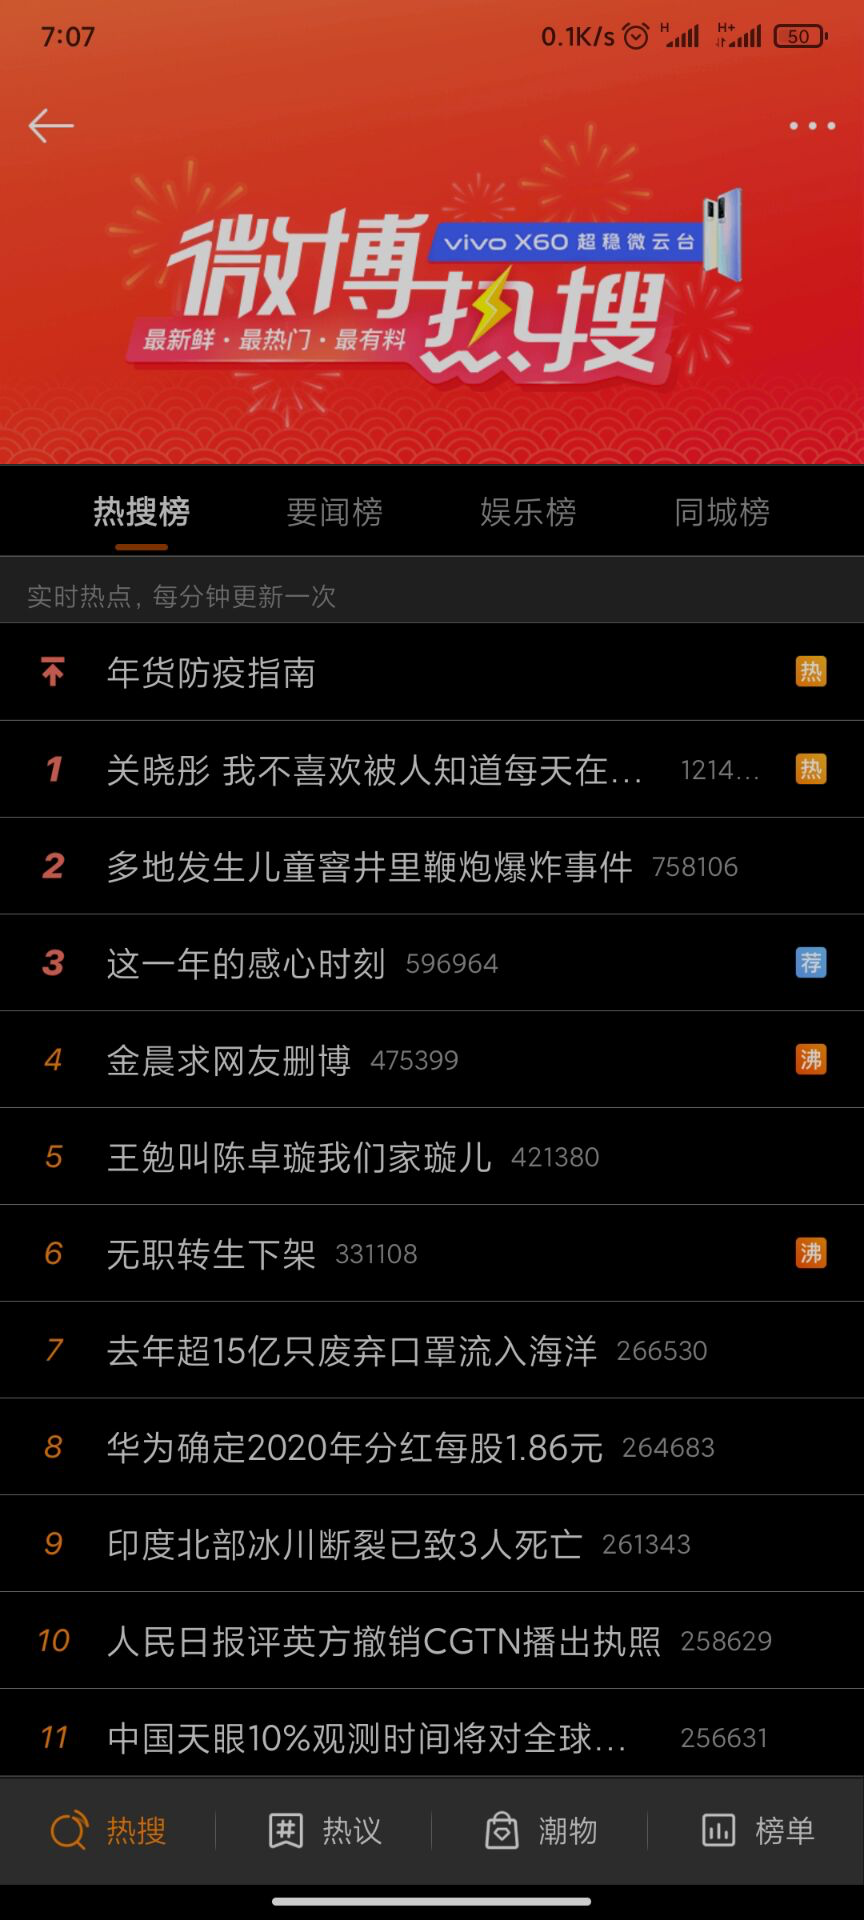 7:07
0.1K/s H H+ 50
微博
vivo X60 超稳微云台
热搜
最新鲜·最热门·最有料
热搜榜 要闻榜 娱乐榜 同城榜
实时热点, 每分钟更新一次
年货防疫指南 热
1 关晓彤 我不喜欢被人知道每天在... 1214... 热
2 多地发生儿童窨井里鞭炮爆炸事件 758106
3 这一年的感心时刻 596964 荐
4 金晨求网友删博 475399 沸
5 王勉叫陈卓璇我们家璇儿 421380
6 无职转生下架 331108 沸
7 去年超15亿只废弃口罩流入海洋 266530
8 华为确定2020年分红每股1.86元 264683
9 印度北部冰川断裂已致3人死亡 261343
10 人民日报评英方撤销CGTN播出执照 258629
11 中国天眼10%观测时间将对全球... 256631
热搜 热议 潮物 榜单